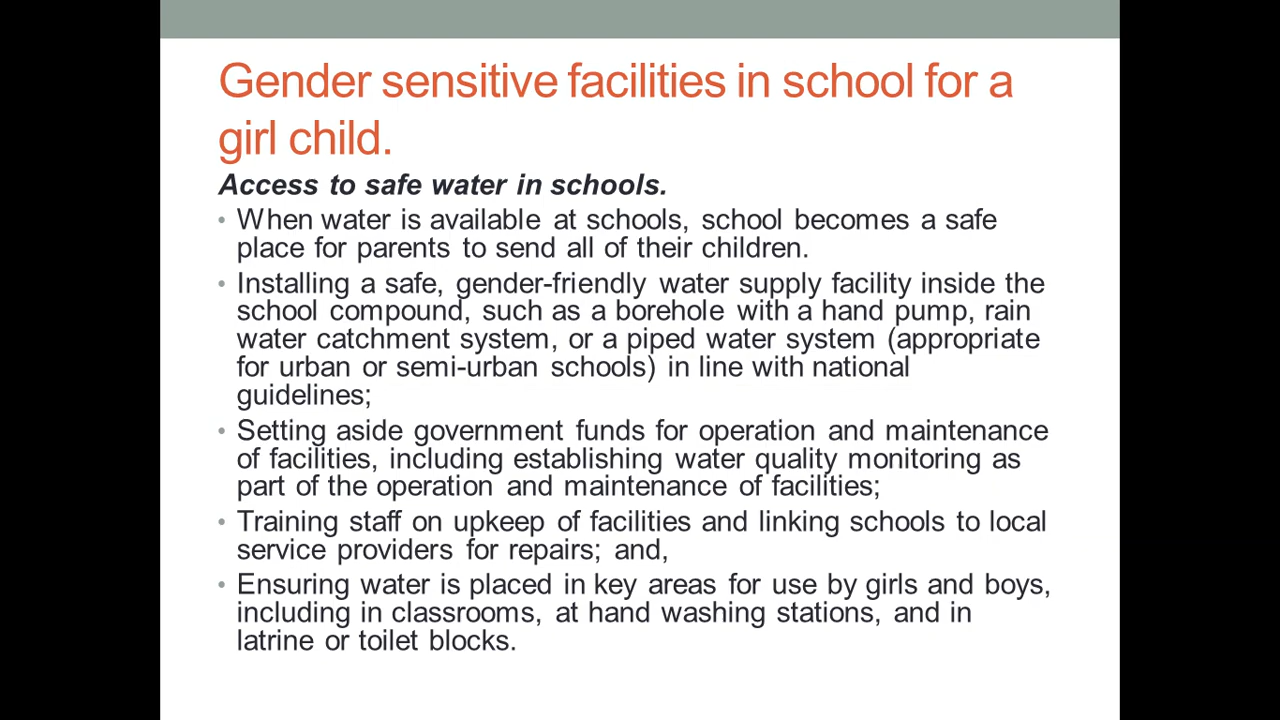 Gender sensitive facilities in school for a
girl child.
Access to safe water in schools.
• When water is available at schools, school becomes a safe
place for parents to send all of their children.
• Installing a safe, gender-friendly water supply facility inside the
school compound, such as a borehole with a hand pump, rain
water catchment system, or a piped water system (appropriate
for urban or semi-urban schools) in line with national
guidelines;
• Setting aside government funds for operation and maintenance
of facilities, including establishing water quality monitoring as
part of the operation and maintenance of facilities;
• Training staff on upkeep of facilities and linking schools to local
service providers for repairs; and,
• Ensuring water is placed in key areas for use by girls and boys,
including in classrooms, at hand washing stations, and in
latrine or toilet blocks.